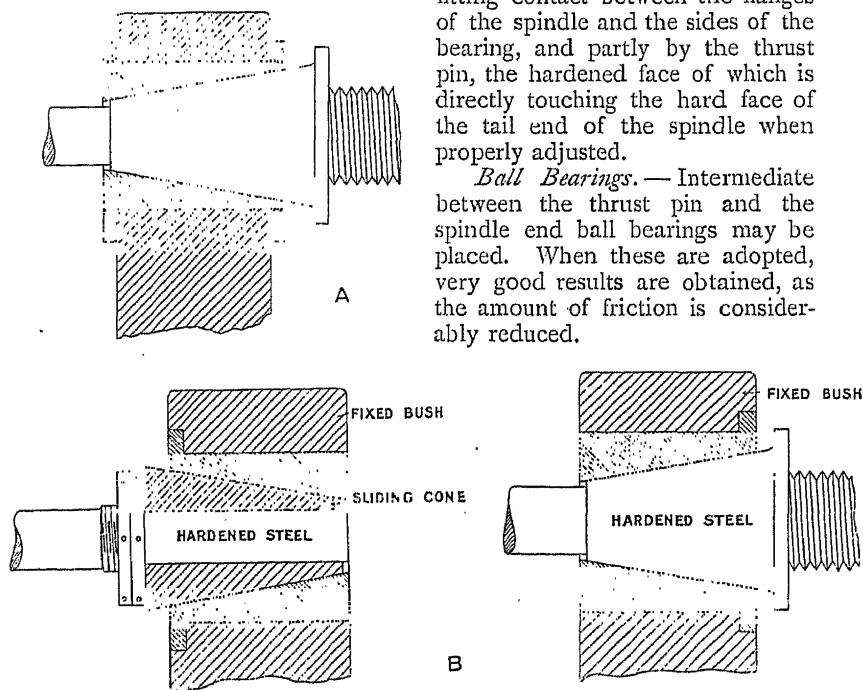 fitting contact between the flanges
of the spindle and the sides of the
bearing, and partly by the thrust
pin, the hardened face of which is
directly touching the hard face of
the tail end of the spindle when
properly adjusted.
Ball Bearings. — Intermediate
between the thrust pin and the
spindle end ball bearings may be
placed. When these are adopted,
very good results are obtained, as
the amount of friction is consider-
ably reduced.
A
FIXED BUSH
SLIDING CONE
HARDENED STEEL
FIXED BUSH
HARDENED STEEL
B